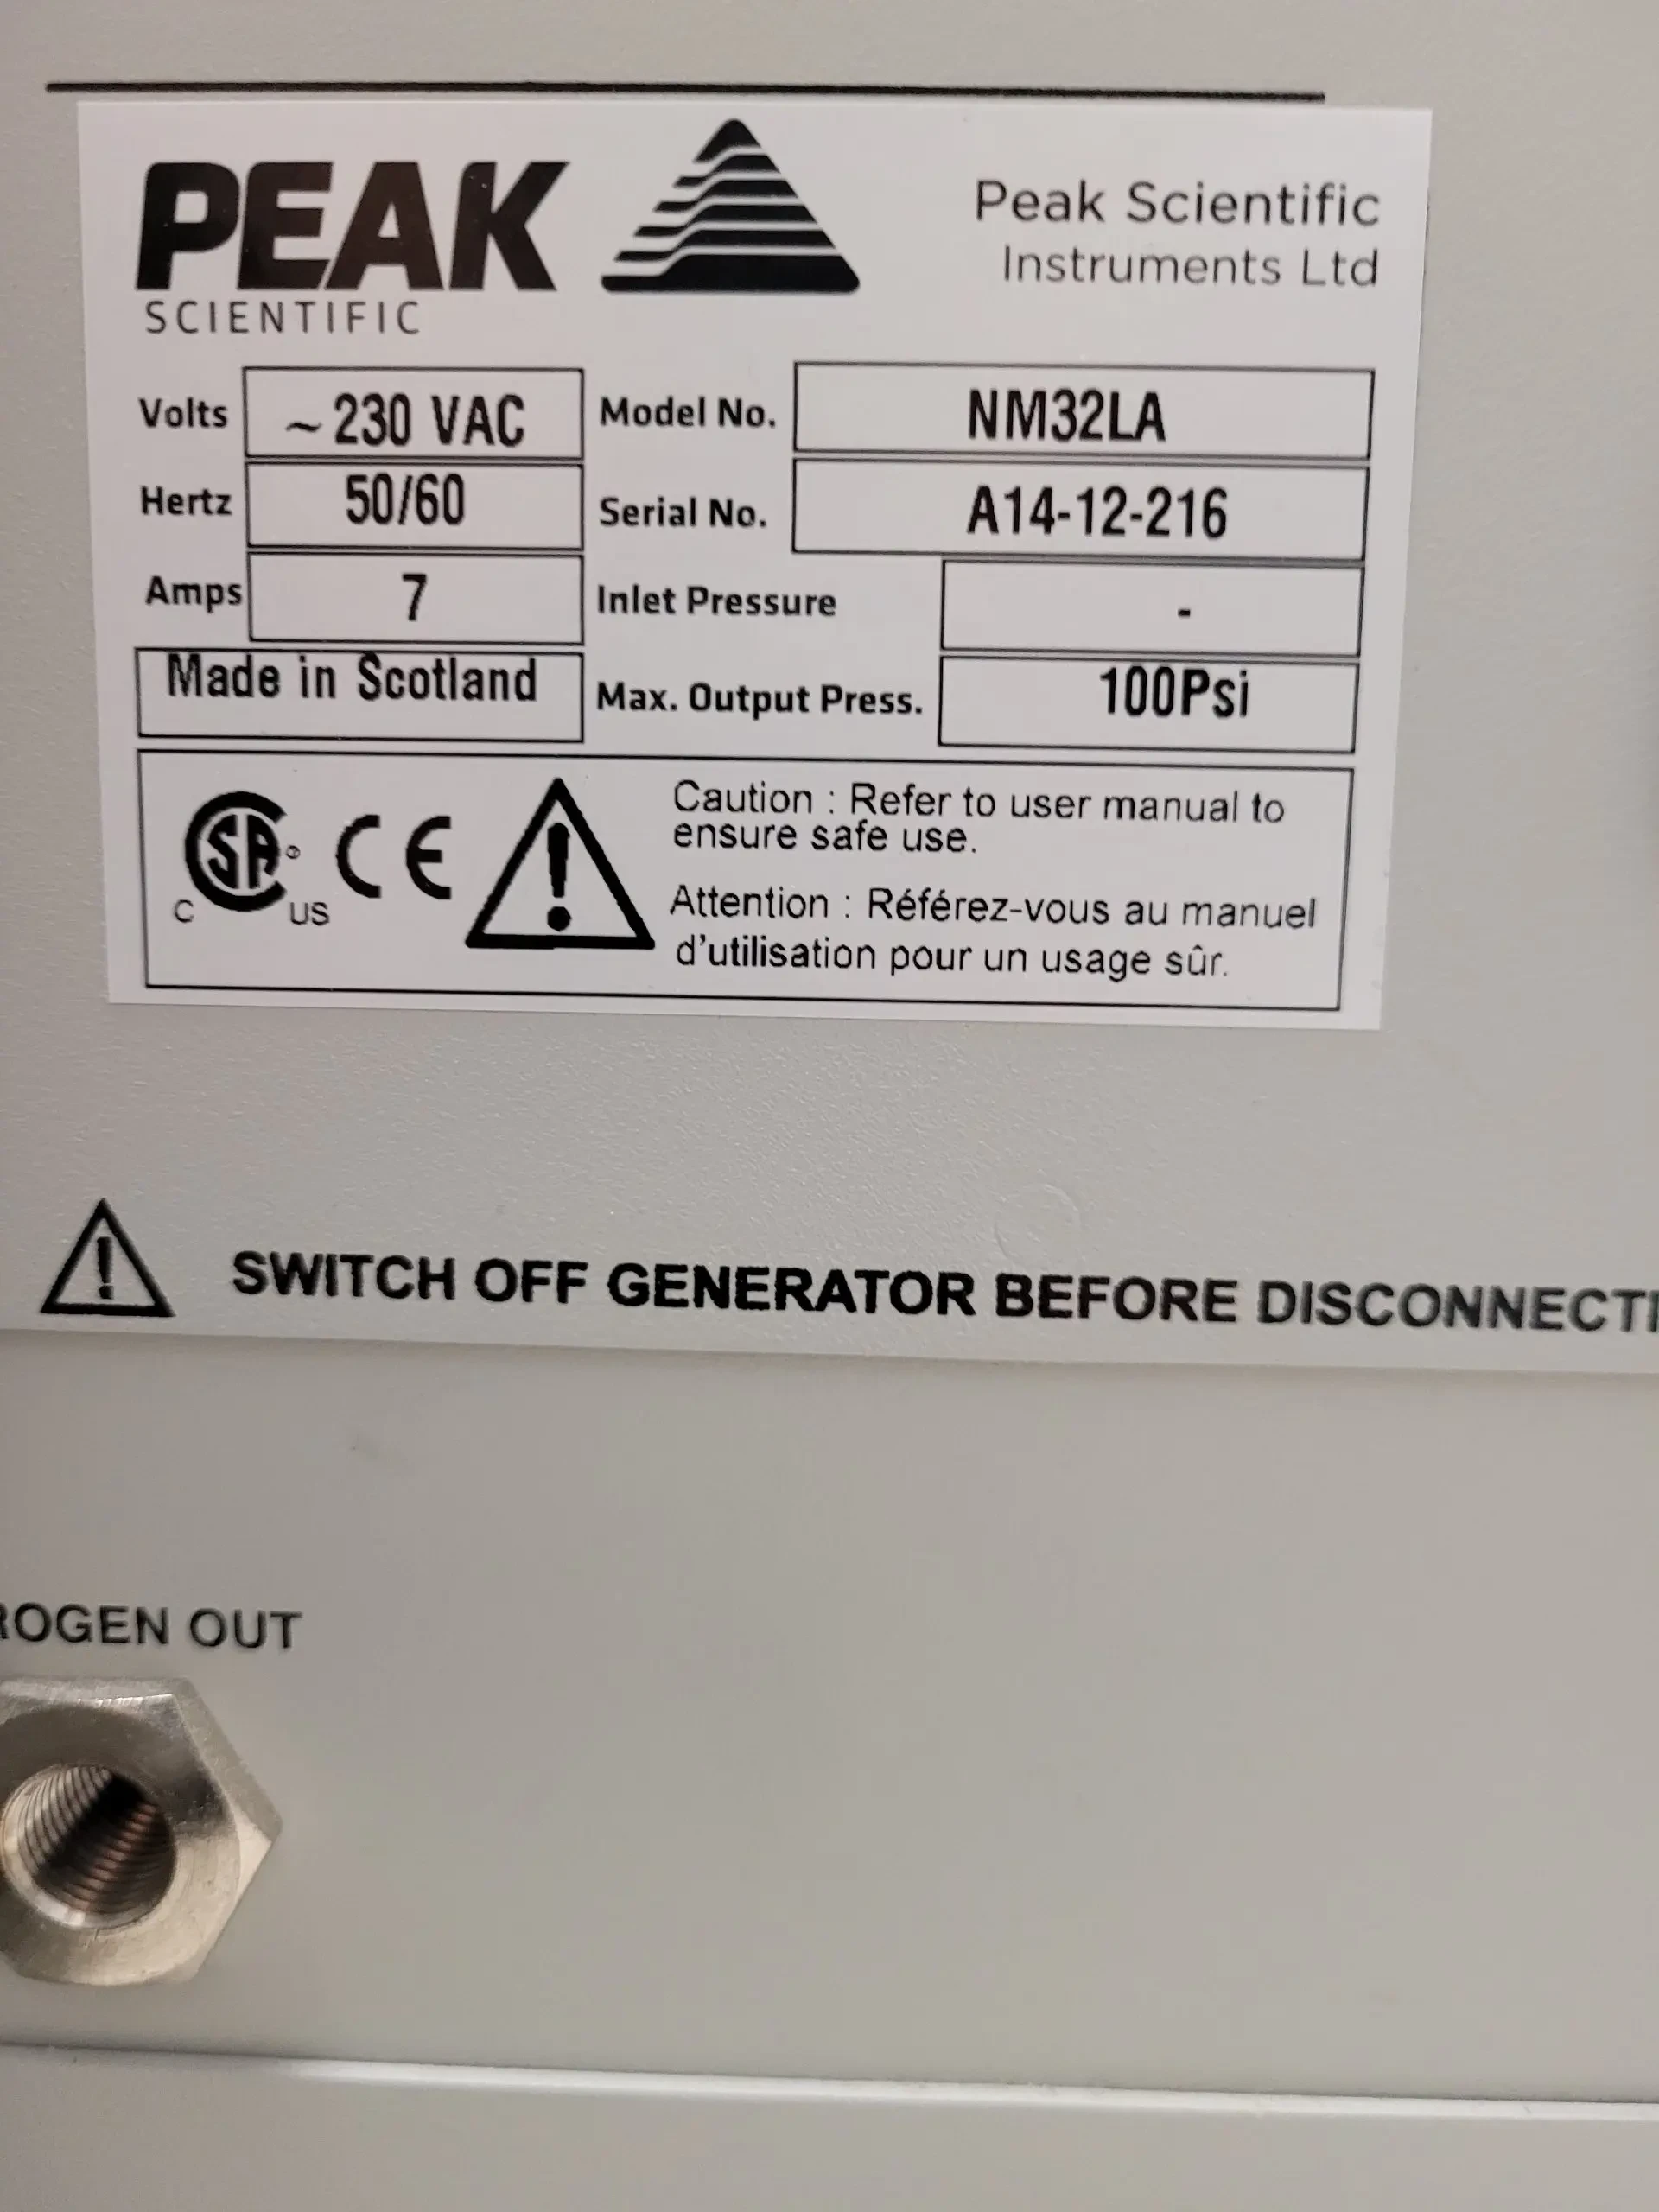 PEAK
SCIENTIFIC
Peak Scientific
Instruments Ltd
Volts ~ 230 VAC Model No. NM32LA
Hertz 50/60 Serial No. A14-12-216
Amps 7 Inlet Pressure -
Made in Scotland Max. Output Press. 100Psi
CSA® C US CE
Caution : Refer to user manual to
ensure safe use.
Attention : Référez-vous au manuel
d'utilisation pour un usage sûr.
SWITCH OFF GENERATOR BEFORE DISCONNECTI
ROGEN OUT